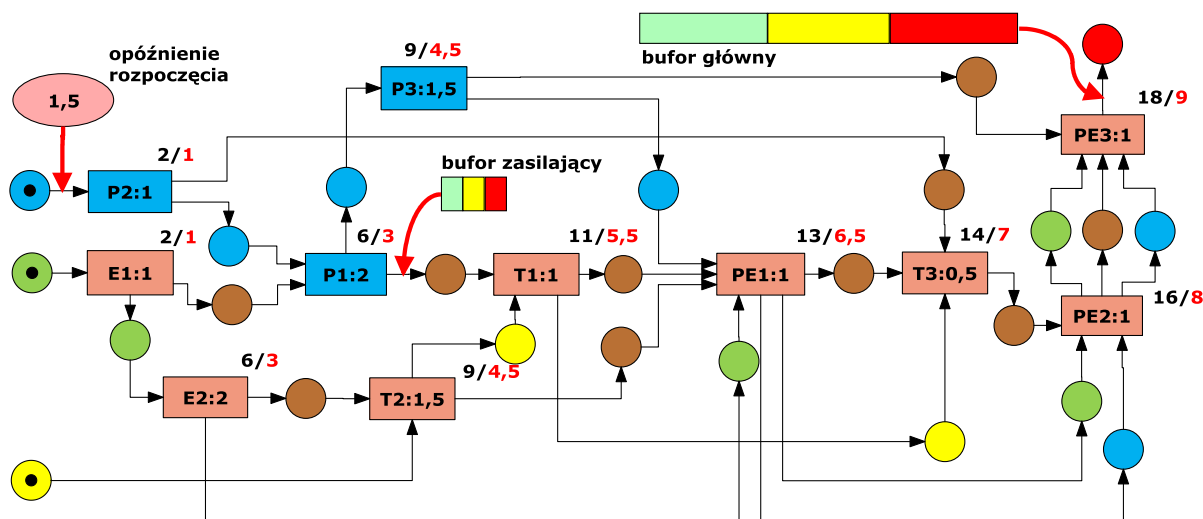 opóźnienie
rozpoczęcia
1,5
9/4,5
P3:1,5
bufor główny
18/9
PE3:1
2/1
P2:1
bufor zasilający
2/1
E1:1
6/3
P1:2
11/5,5
T1:1
13/6,5
PE1:1
14/7
T3:0,5
16/8
PE2:1
6/3
E2:2
9/4,5
T2:1,5